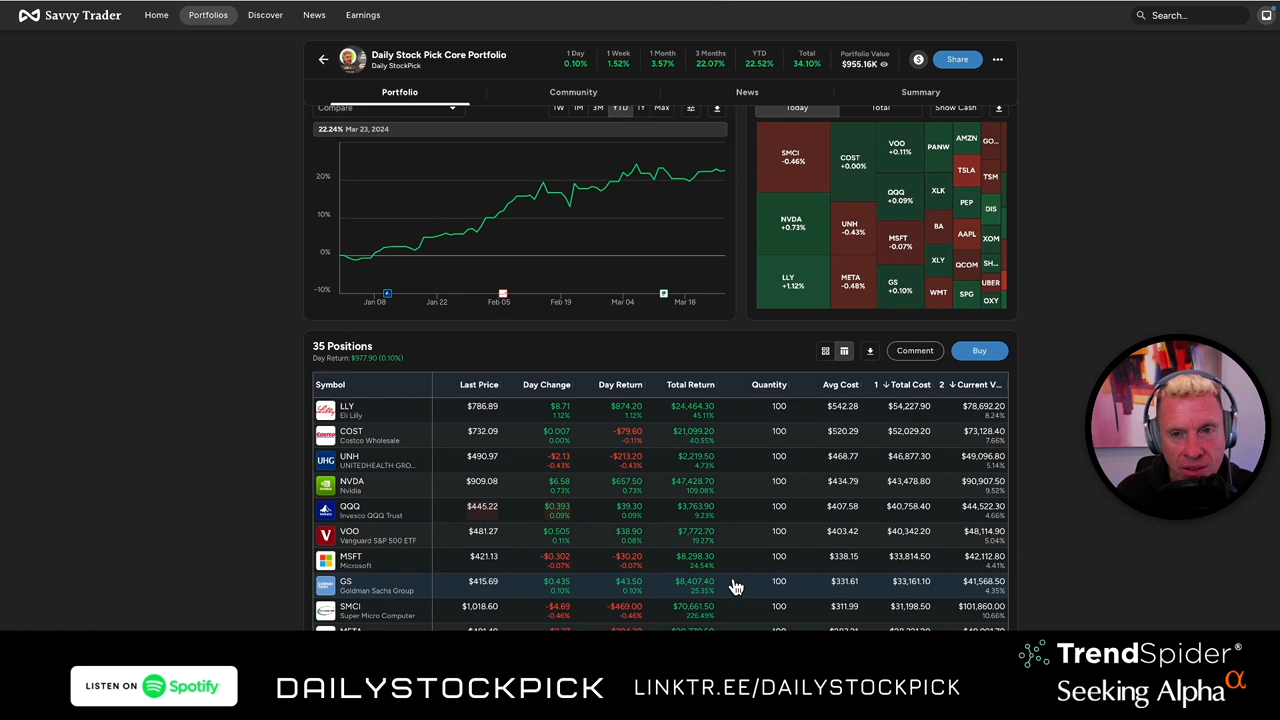 Savvy Trader
Home
Portfolios
Discover
News
Earnings
Search...
Daily Stock Pick Core Portfolio
Daily StockPick
1 Day
0.10%
1 Week
1.52%
1 Month
3.57%
3 Months
22.07%
YTD
22.52%
Total
34.10%
Portfolio Value
$955.16K
Share
Portfolio
Community
News
Summary
Compare
1W
1M
3M
YTD
1Y
Max
Today
Total
Show Cash
22.24% Mar 23, 2024
20%
10%
0%
-10%
Jan 08
Jan 22
Feb 05
Feb 19
Mar 04
Mar 18
SMCI
-0.46%
NVDA
+0.73%
LLY
+1.12%
COST
+0.00%
UNH
-0.43%
META
-0.48%
VOO
+0.11%
QQQ
+0.09%
MSFT
-0.07%
GS
+0.10%
PANW
XLK
BA
XLY
WMT
AMZN
TSLA
PEP
AAPL
QCOM
SPG
GO...
TSM
DIS
XOM
SH...
UBER
OXY
35 Positions
Day Return: $977.90 (0.10%)
Comment
Buy
Symbol Last Price Day Change Day Return Total Return Quantity Avg Cost 1 ↓ Total Cost 2 ↓ Current V...
LLY $786.89 $8.71 $874.20 $24,464.30 100 $542.28 $54,227.90 $78,692.20
Eli Lilly 1.12% 1.12% 45.11% 8.24%
COST $732.09 $0.007 -$79.60 $21,099.20 100 $520.29 $52,029.20 $73,128.40
Costco Wholesale 0.00% -0.11% 40.55% 7.66%
UNH $490.97 -$2.13 -$213.20 $2,219.50 100 $468.77 $46,877.30 $49,096.80
UNITEDHEALTH GRO... -0.43% -0.43% 4.73% 5.14%
NVDA $909.08 $6.58 $657.50 $47,428.70 100 $434.79 $43,478.80 $90,907.50
Nvidia 0.73% 0.73% 109.08% 9.52%
QQQ $445.22 $0.393 $39.30 $3,763.90 100 $407.58 $40,758.40 $44,522.30
Invesco QQQ Trust 0.09% 0.09% 9.23% 4.66%
VOO $481.27 $0.505 $38.90 $7,772.70 100 $403.42 $40,342.20 $48,114.90
Vanguard S&P 500 ETF 0.11% 0.08% 19.27% 5.04%
MSFT $421.13 -$0.302 -$30.20 $8,298.30 100 $338.15 $33,814.50 $42,112.80
Microsoft -0.07% -0.07% 24.54% 4.41%
GS $415.69 $0.435 $43.50 $8,407.40 100 $331.61 $33,161.10 $41,568.50
Goldman Sachs Group 0.10% 0.10% 25.35% 4.35%
SMCI $1,018.60 -$4.69 -$469.00 $70,661.50 100 $311.99 $31,198.50 $101,860.00
Super Micro Computer -0.46% -0.46% 226.49% 10.66%
LISTEN ON Spotify
DAILYSTOCKPICK
LINKTR.EE/DAILYSTOCKPICK
TrendSpider®
Seeking Alpha α